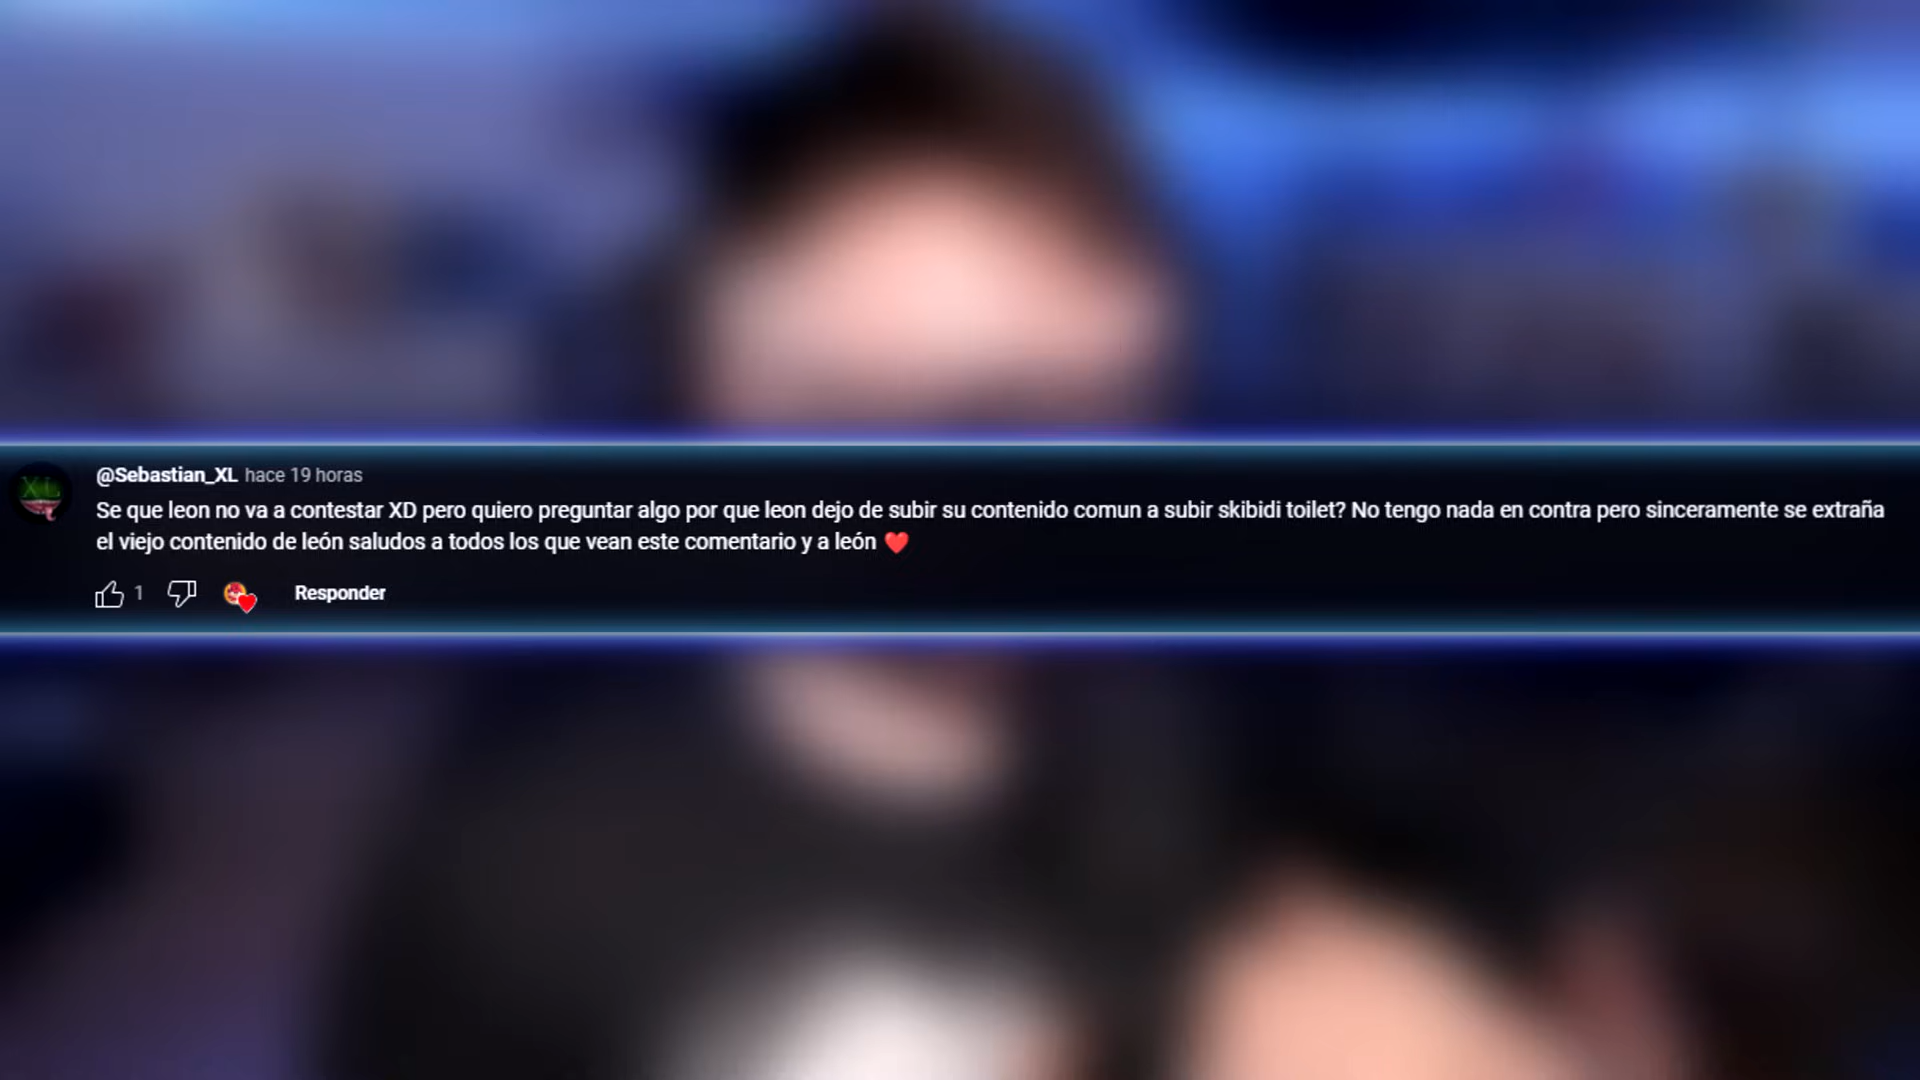 @Sebastian_XL hace 19 horas
Se que leon no va a contestar XD pero quiero preguntar algo por que leon dejo de subir su contenido comun a subir skibidi toilet? No tengo nada en contra pero sinceramente se extraña
el viejo contenido de león saludos a todos los que vean este comentario y a león ❤️
1 Responder
XL